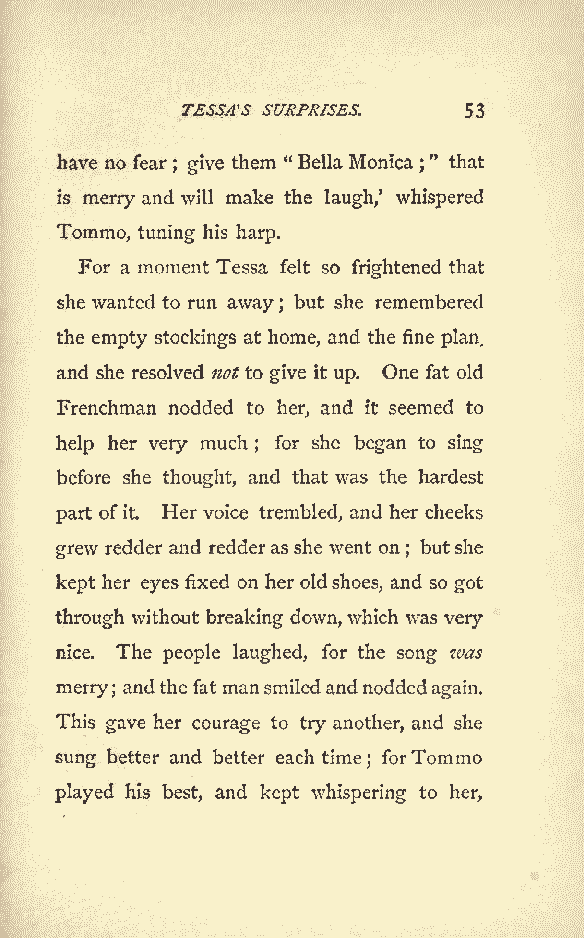 TESSA'S SURPRISES. 53
have no fear; give them "Bella Monica;" that
is merry and will make the laugh,' whispered
Tommo, tuning his harp.
For a moment Tessa felt so frightened that
she wanted to run away; but she remembered
the empty stockings at home, and the fine plan,
and she resolved not to give it up. One fat old
Frenchman nodded to her, and it seemed to
help her very much; for she began to sing
before she thought, and that was the hardest
part of it. Her voice trembled, and her cheeks
grew redder and redder as she went on; but she
kept her eyes fixed on her old shoes, and so got
through without breaking down, which was very
nice. The people laughed, for the song was
merry; and the fat man smiled and nodded again.
This gave her courage to try another, and she
sung better and better each time; for Tommo
played his best, and kept whispering to her,